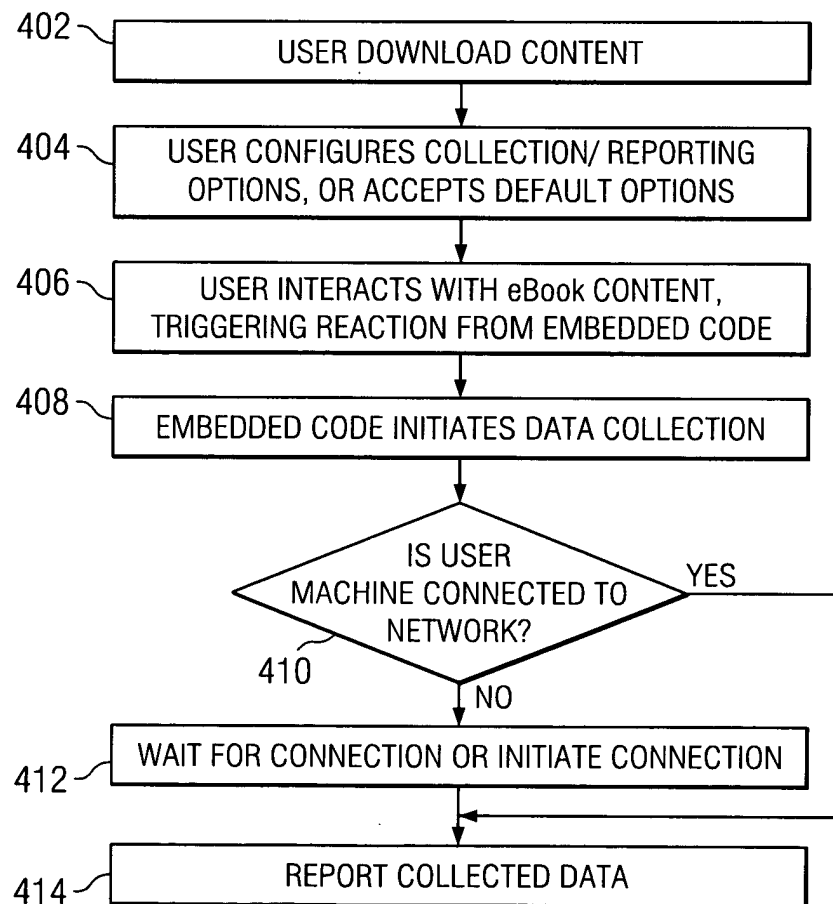 402
USER DOWNLOAD CONTENT
404
USER CONFIGURES COLLECTION/ REPORTING
OPTIONS, OR ACCEPTS DEFAULT OPTIONS
406
USER INTERACTS WITH eBook CONTENT,
TRIGGERING REACTION FROM EMBEDDED CODE
408
EMBEDDED CODE INITIATES DATA COLLECTION
IS USER
MACHINE CONNECTED TO
NETWORK?
YES
410
NO
WAIT FOR CONNECTION OR INITIATE CONNECTION
412
REPORT COLLECTED DATA
414